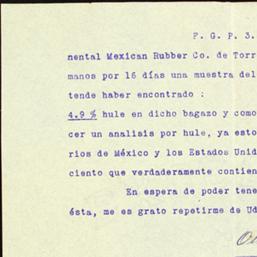 F. G. P. 3.
mental Mexican Rubber Co. de Torr
manos por 16 días una muestra del
tende haber encontrado :
4.9 % hule en dicho bagazo y como
cer un analisis por hule, ya esto
rios de México y los Estados Unid
ciento que verdaderamente contien
En espera de poder tene
ésta, me es grato repetirme de Ud